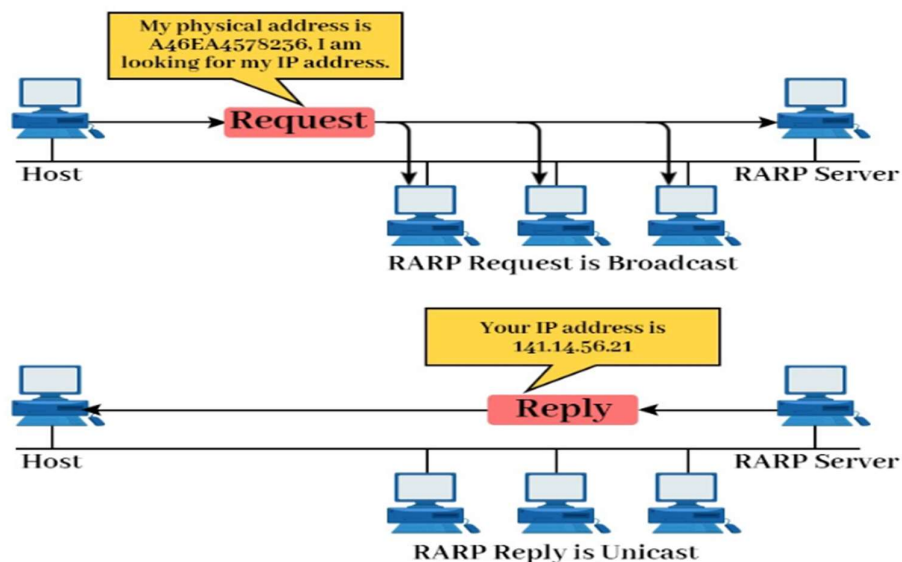 My physical address is
A46EA4578236, I am
looking for my IP address.
Request
Host
RARP Server
RARP Request is Broadcast
Your IP address is
141.14.56.21
Reply
Host
RARP Server
RARP Reply is Unicast